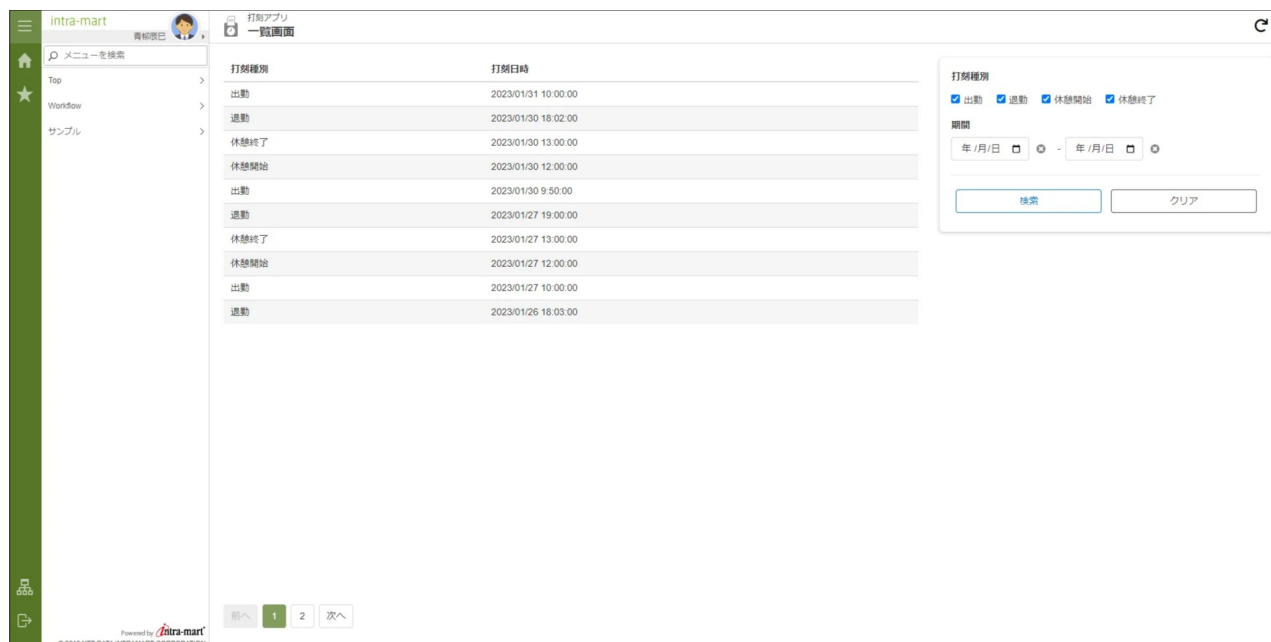 intra-mart
青柳辰巳
メニューを検索
Top
Workflow
サンプル
Powered by intra-mart
打刻アプリ
一覧画面
打刻種別 打刻日時
出勤 2023/01/31 10:00:00
退勤 2023/01/30 18:02:00
休憩終了 2023/01/30 13:00:00
休憩開始 2023/01/30 12:00:00
出勤 2023/01/30 9:50:00
退勤 2023/01/27 19:00:00
休憩終了 2023/01/27 13:00:00
休憩開始 2023/01/27 12:00:00
出勤 2023/01/27 10:00:00
退勤 2023/01/26 18:03:00
前へ 1 2 次へ
打刻種別
出勤 退勤 休憩開始 休憩終了
期間
年/月/日 - 年/月/日
検索 クリア